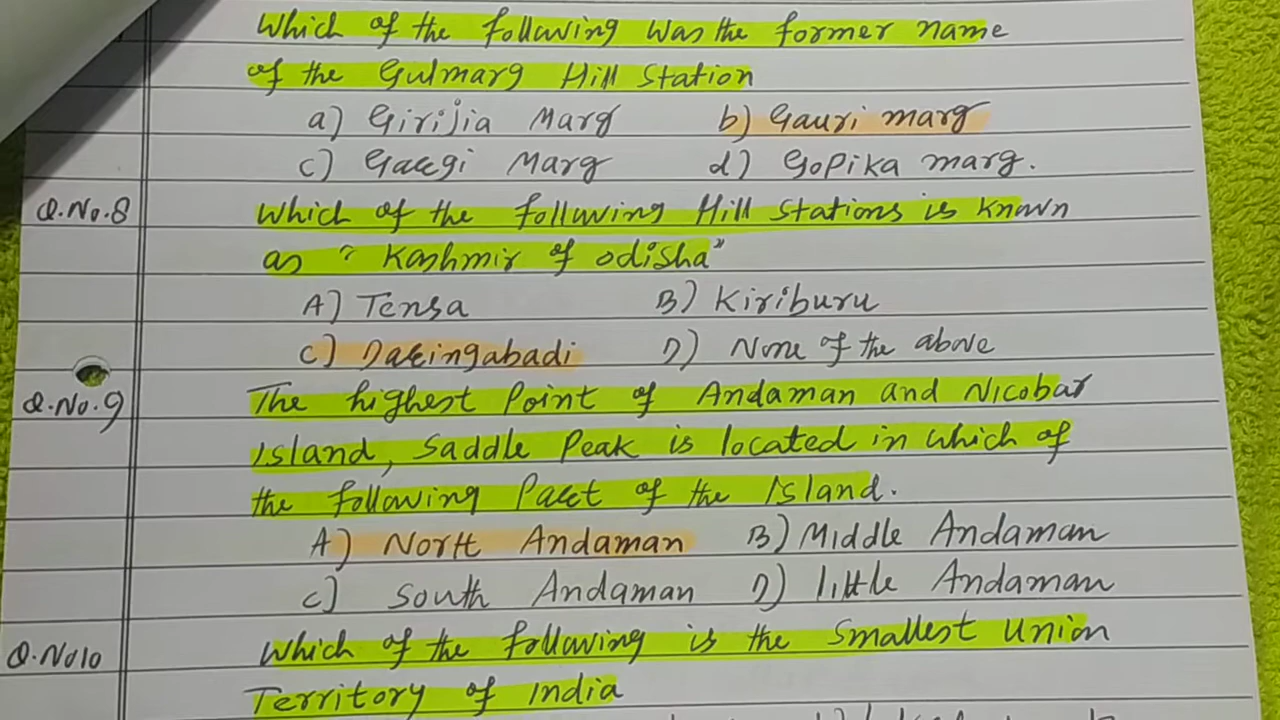 Which of the following was the former name
of the Gulmarg Hill Station
a) Girijia Marg b) Gauri marg
c) Gargi Marg d) Gopika marg.
Q.No.8 Which of the following Hill Stations is known
as "Kashmir of odisha"
A) Tensa B) Kiriburu
C) Daringabadi D) None of the above
Q.No.9 The highest Point of Andaman and Nicobar
Island, Saddle Peak is located in which of
the following Part of the Island.
A) North Andaman B) Middle Andaman
C) South Andaman D) little Andaman
Q.No10 Which of the following is the Smallest Union
Territory of India